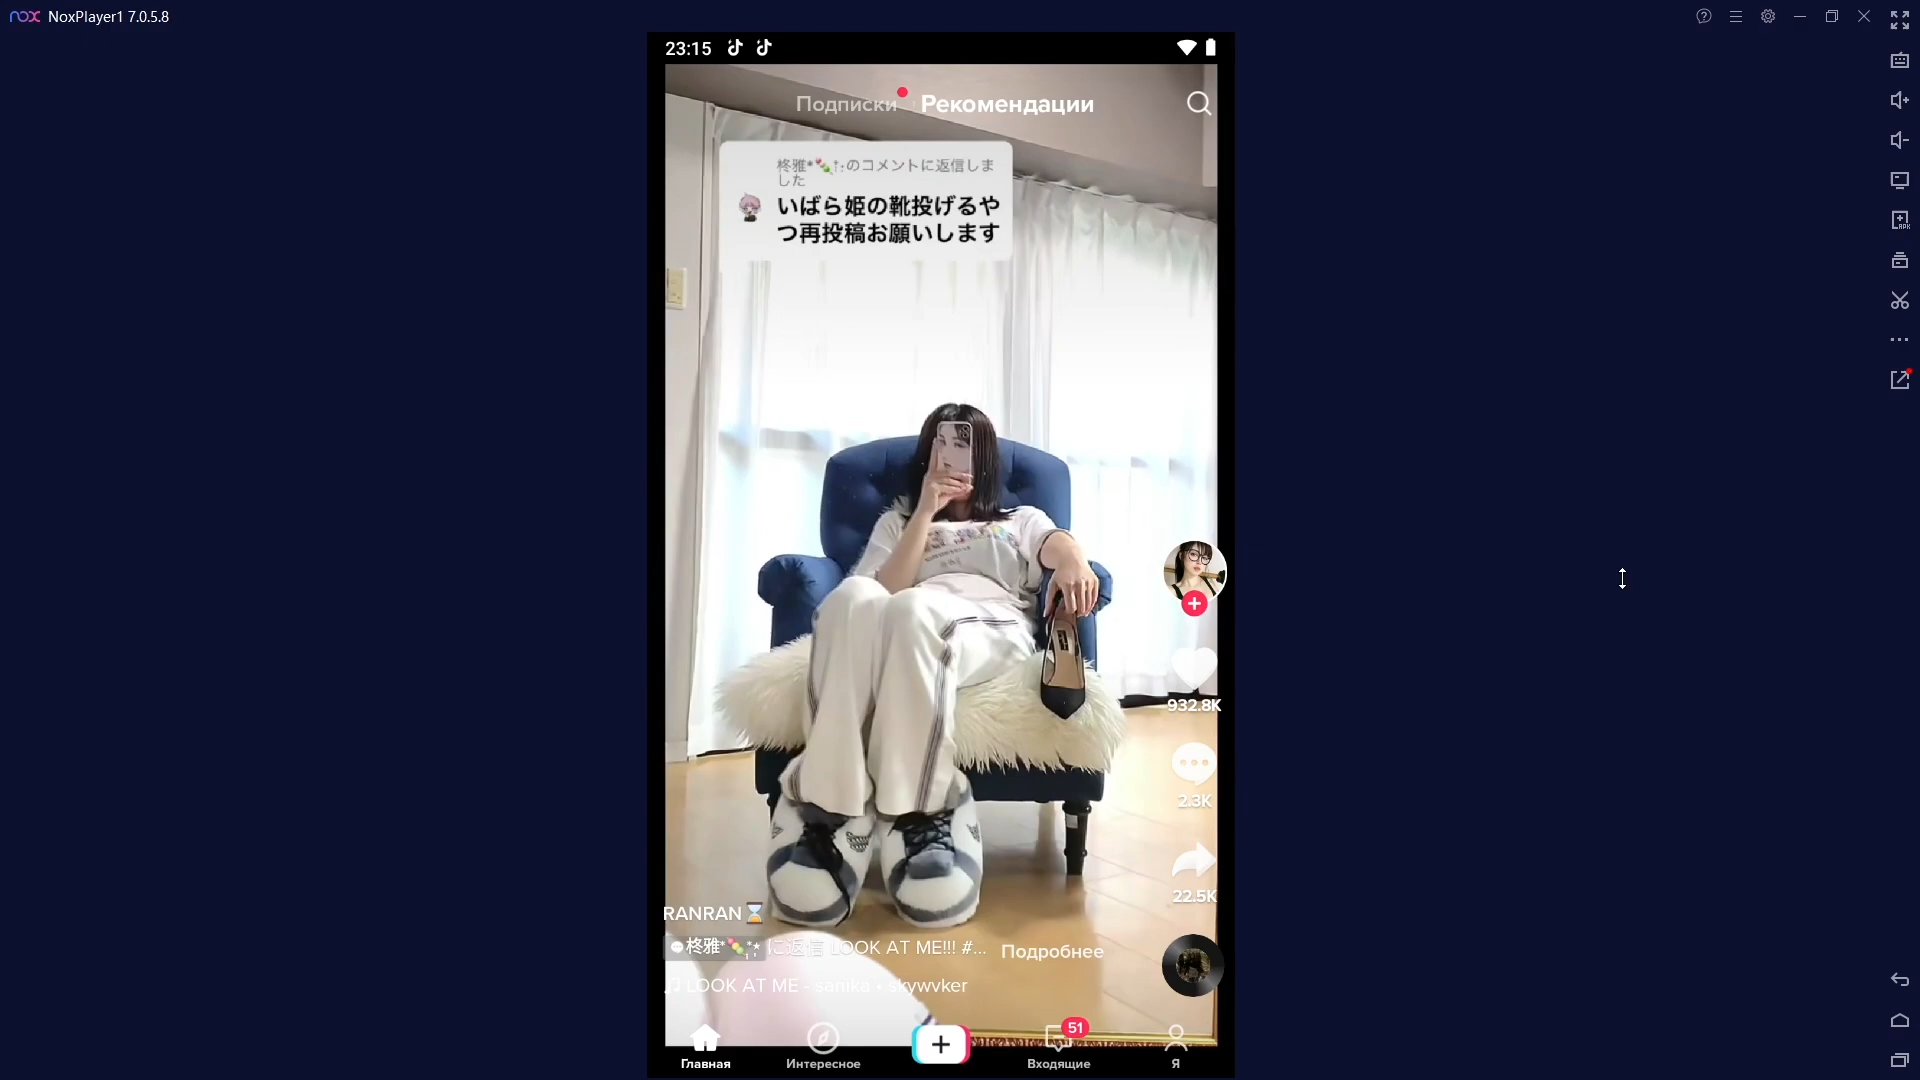 NOX NoxPlayer1 7.0.5.8
23:15
Подписки Рекомендации
柊雅*のコメントに返信しま
した
いばら姫の靴投げるや
つ再投稿お願いします
932.8K
2.3K
22.5K
RANRAN⌛
柊雅* に返信 LOOK AT ME!!! #... Подробнее
LOOK AT ME - sanika • skywvker
51
Главная Интересное Входящие Я